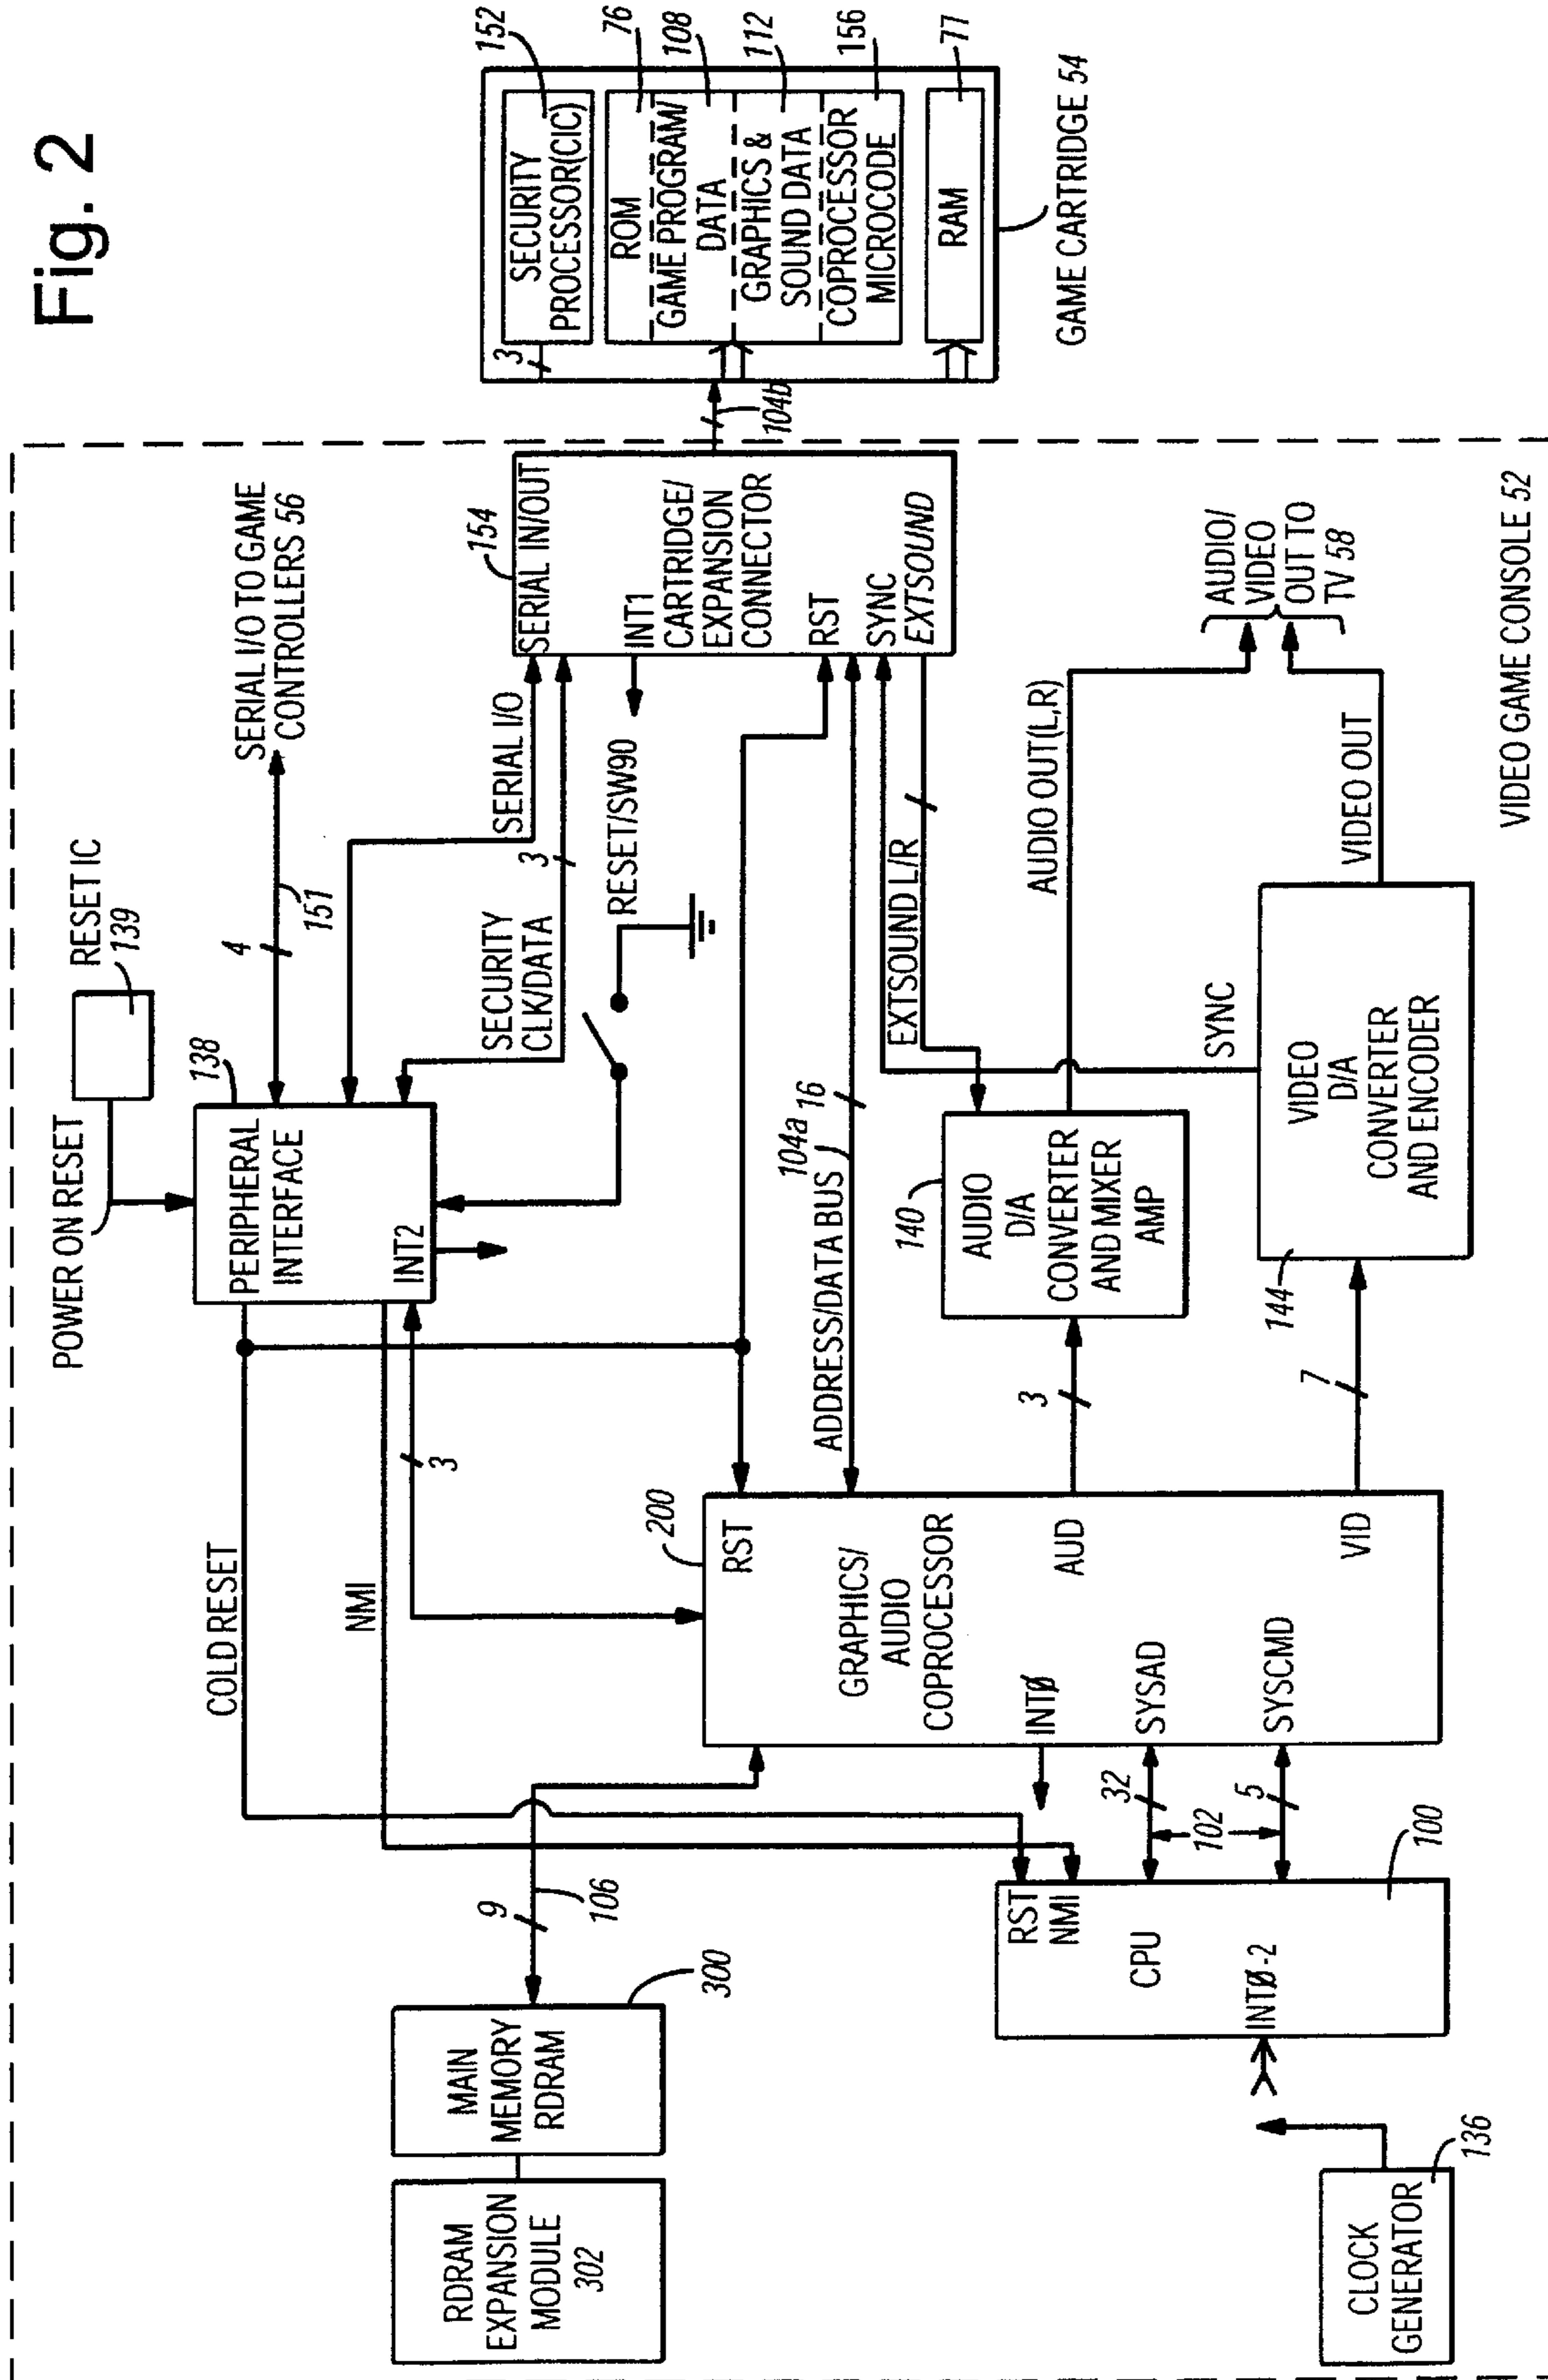 Fig. 2
POWER ON RESET
RESET IC
139
138
PERIPHERAL
INTERFACE
INT2
4
151
SERIAL I/O TO GAME
CONTROLLERS 56
COLD RESET
NMI
3
SERIAL I/O
SECURITY
CLK/DATA
3
RESET/SW90
154
SERIAL IN/OUT
INT1
CARTRIDGE/
EXPANSION
CONNECTOR
RST
SYNC
EXTSOUND
104b
3
SECURITY
PROCESSOR(CIC)
152
ROM
76
GAME PROGRAM/
DATA
108
GRAPHICS &
SOUND DATA
112
COPROCESSOR
MICROCODE
156
RAM
77
GAME CARTRIDGE 54
RDRAM
EXPANSION
MODULE
302
MAIN
MEMORY
RDRAM
300
9
106
200
RST
GRAPHICS/
AUDIO
COPROCESSOR
AUD
VID
INTØ
SYSAD
SYSCMD
ADDRESS/DATA BUS
104a
16
EXTSOUND L/R
140
AUDIO
D/A
CONVERTER
AND MIXER
AMP
3
AUDIO OUT(L,R)
SYNC
VIDEO
D/A
CONVERTER
AND ENCODER
144
7
VIDEO OUT
AUDIO/
VIDEO
OUT TO
TV 58
RST
NMI
CPU
INTØ-2
32
102
5
100
CLOCK
GENERATOR
136
VIDEO GAME CONSOLE 52